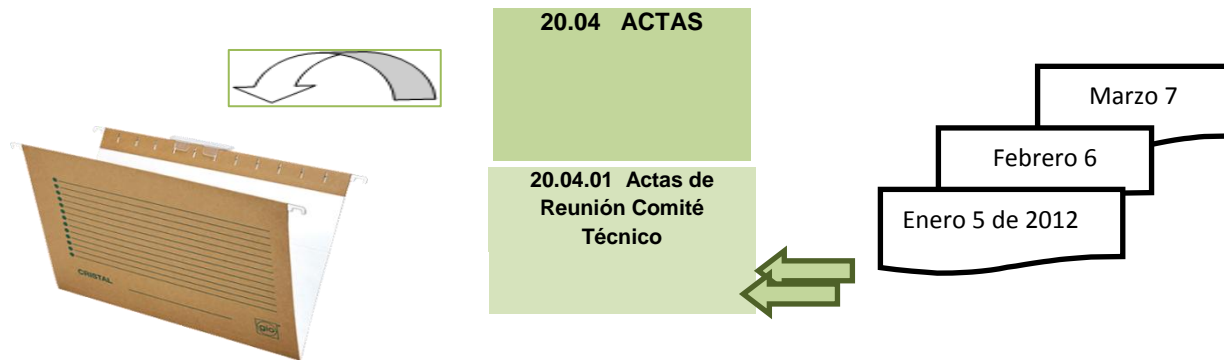 20.04 ACTAS
20.04.01 Actas de
Reunión Comité
Técnico
Marzo 7
Febrero 6
Enero 5 de 2012
CRISTAL
gio